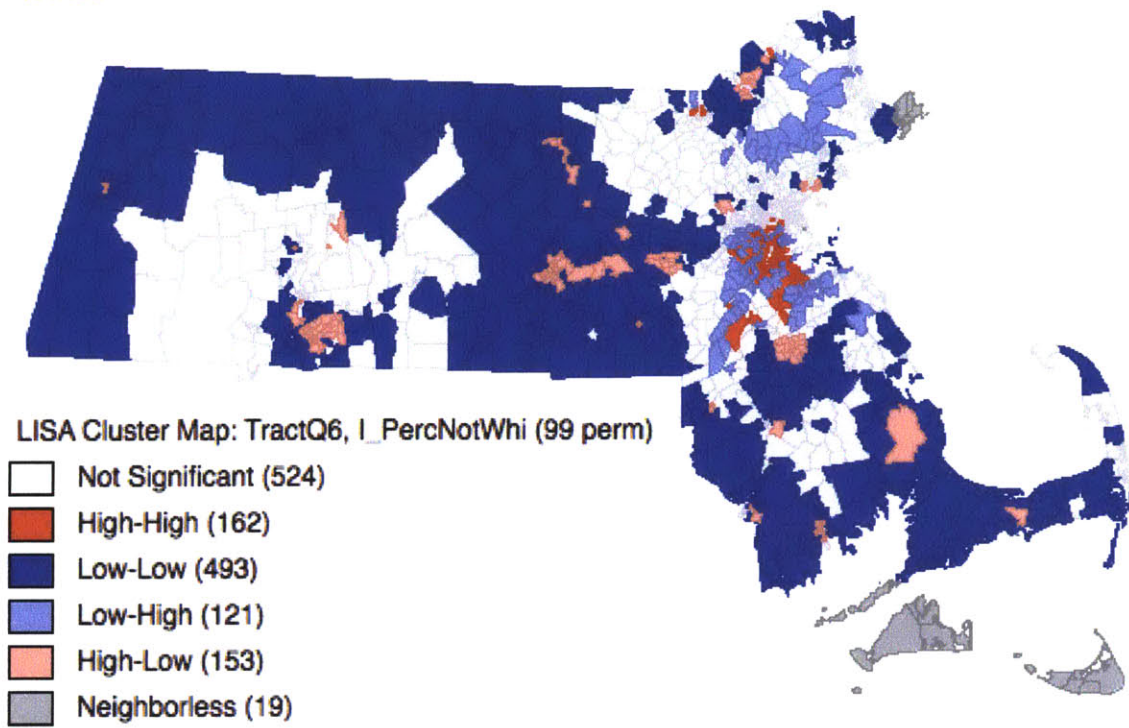 LISA Cluster Map: TractQ6, I_PercNotWhi (99 perm)
Not Significant (524)
High-High (162)
Low-Low (493)
Low-High (121)
High-Low (153)
Neighborless (19)